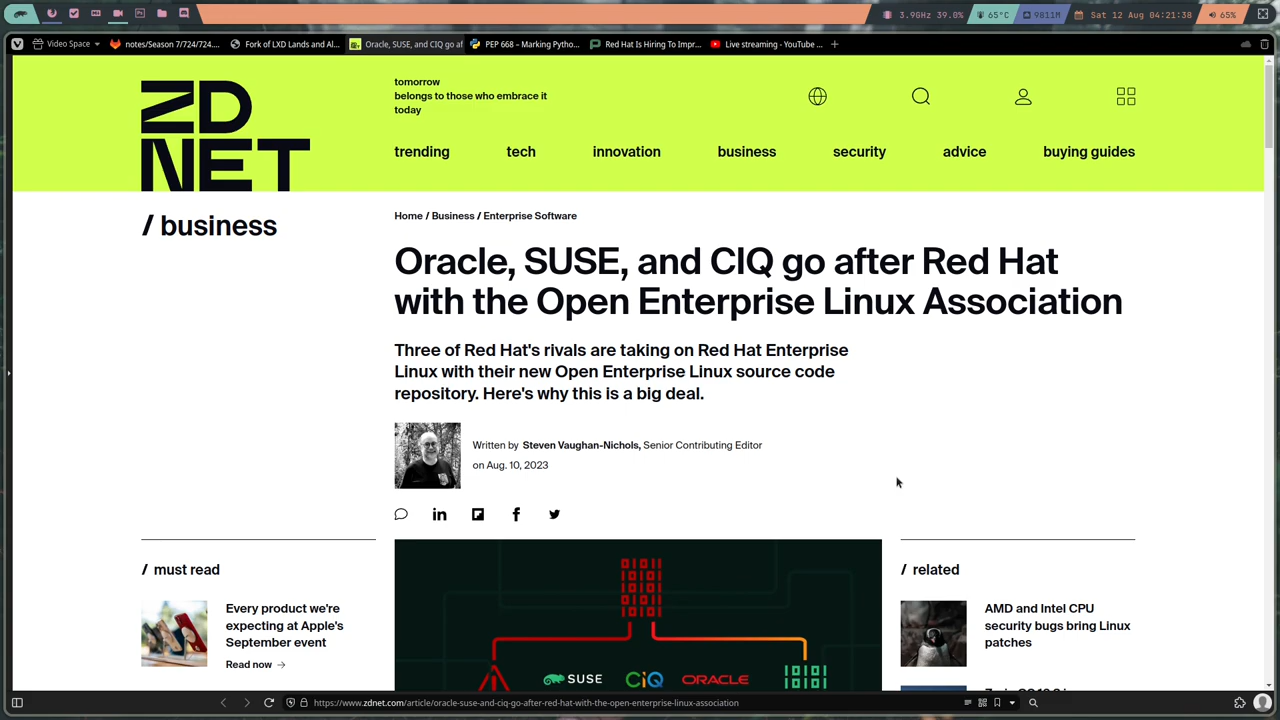 3.9GHz 39.0%
65°C
9811M
Sat 12 Aug 04:21:38
65%
Video Space
notes/Season 7/724/724....
Fork of LXD Lands and Al...
Oracle, SUSE, and CIQ go af
PEP 668 – Marking Pytho...
Red Hat Is Hiring To Impr...
Live streaming - YouTube ...
ZD
NET
tomorrow
belongs to those who embrace it
today
trending
tech
innovation
business
security
advice
buying guides
/ business
Home / Business / Enterprise Software
Oracle, SUSE, and CIQ go after Red Hat
with the Open Enterprise Linux Association
Three of Red Hat's rivals are taking on Red Hat Enterprise
Linux with their new Open Enterprise Linux source code
repository. Here's why this is a big deal.
Written by Steven Vaughan-Nichols, Senior Contributing Editor
on Aug. 10, 2023
/ must read
Every product we're
expecting at Apple's
September event
Read now
SUSE
CIQ
ORACLE
/ related
AMD and Intel CPU
security bugs bring Linux
patches
https://www.zdnet.com/article/oracle-suse-and-ciq-go-after-red-hat-with-the-open-enterprise-linux-association